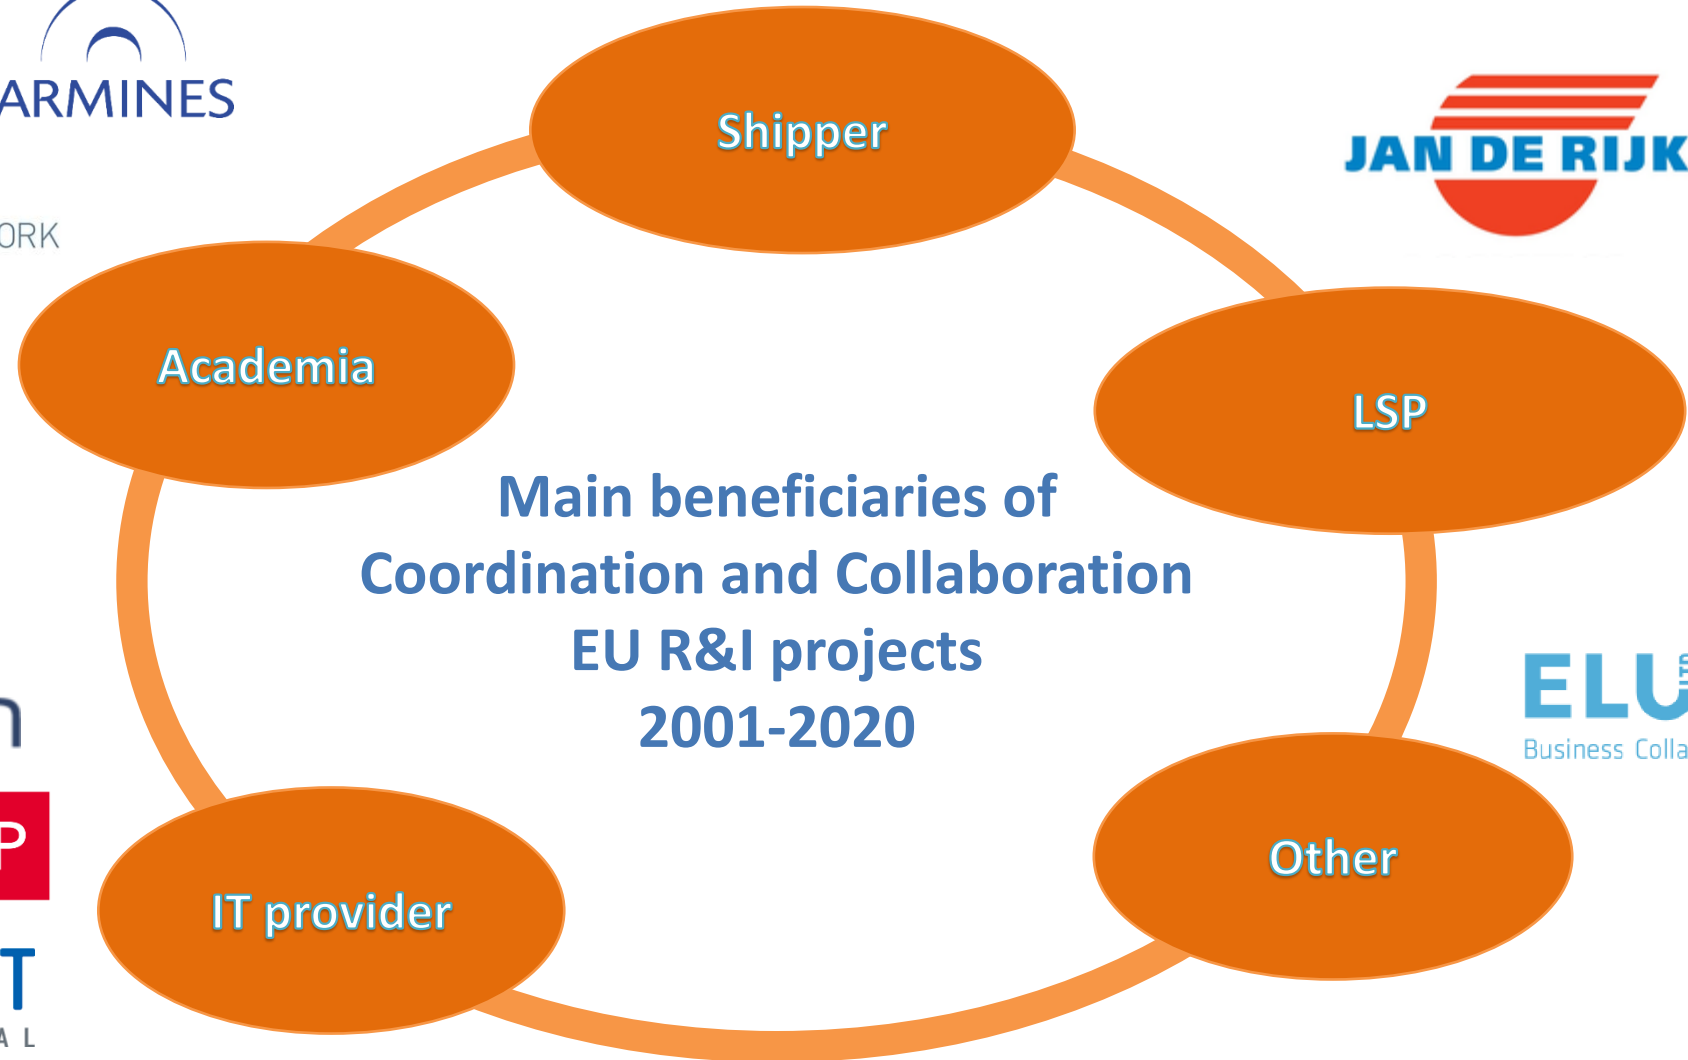 ARMINES
Shipper
JAN DE RIJK
ORK
Academia
LSP
Main beneficiaries of
Coordination and Collaboration
EU R&I projects
2001-2020
ELU
LTD
Business Colla
n
P
IT provider
Other
T
A L